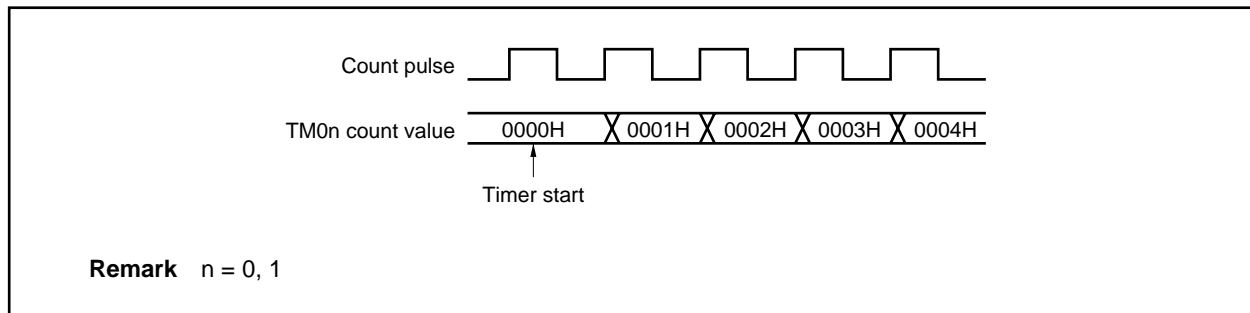 Count pulse
TM0n count value 0000H 0001H 0002H 0003H 0004H
Timer start
Remark n = 0, 1